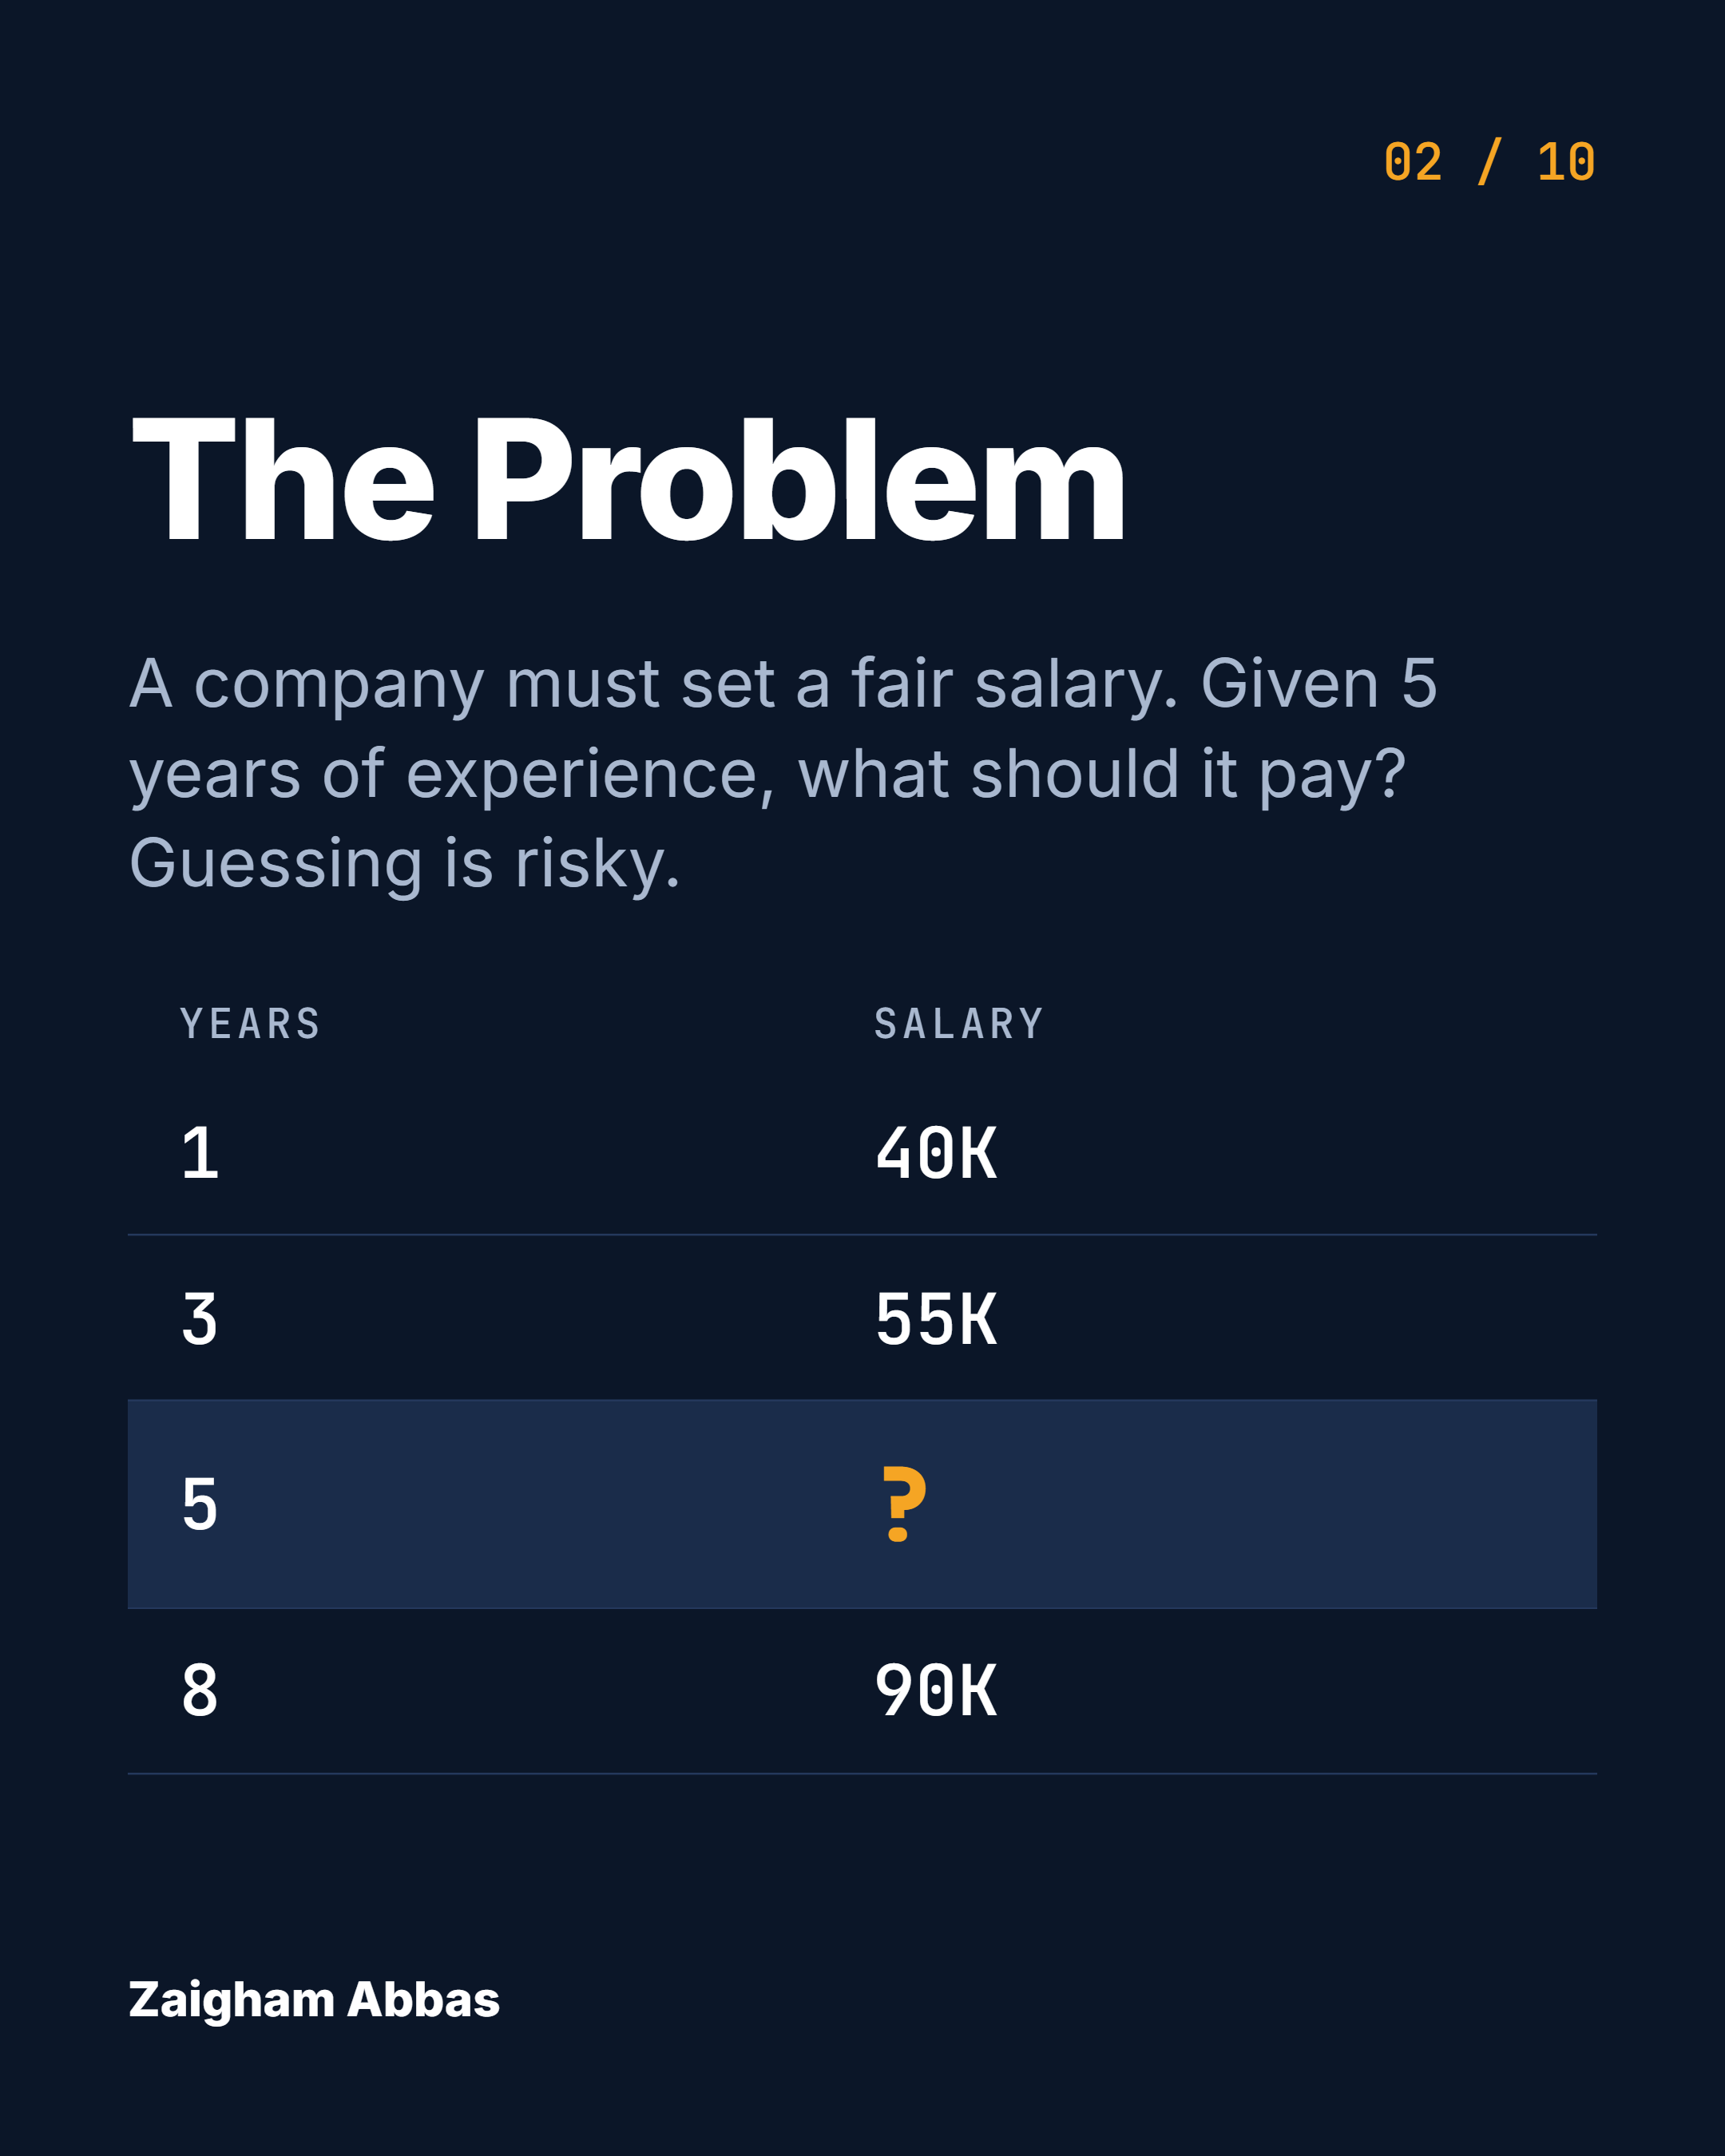 02 / 10
The Problem
A company must set a fair salary. Given 5
years of experience, what should it pay?
Guessing is risky.
YEARS SALARY
1 40K
3 55K
5 ?
8 90K
Zaigham Abbas